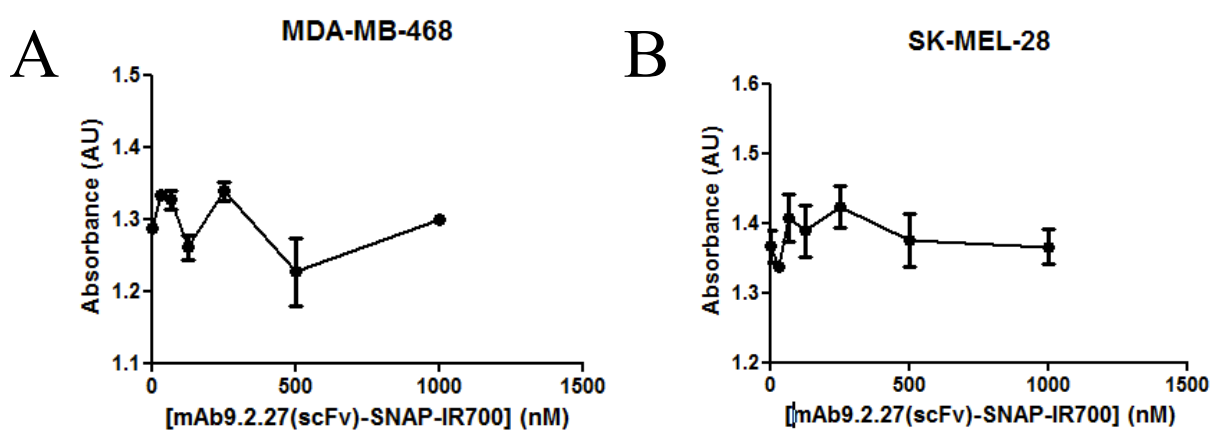 A
MDA-MB-468
1.5
1.4
1.3
1.2
1.1
Absorbance (AU)
0
500
1000
1500
[mAb9.2.27(scFv)-SNAP-IR700] (nM)
B
SK-MEL-28
1.6
1.5
1.4
1.3
1.2
Absorbance (AU)
0
500
1000
1500
[mAb9.2.27(scFv)-SNAP-IR700] (nM)